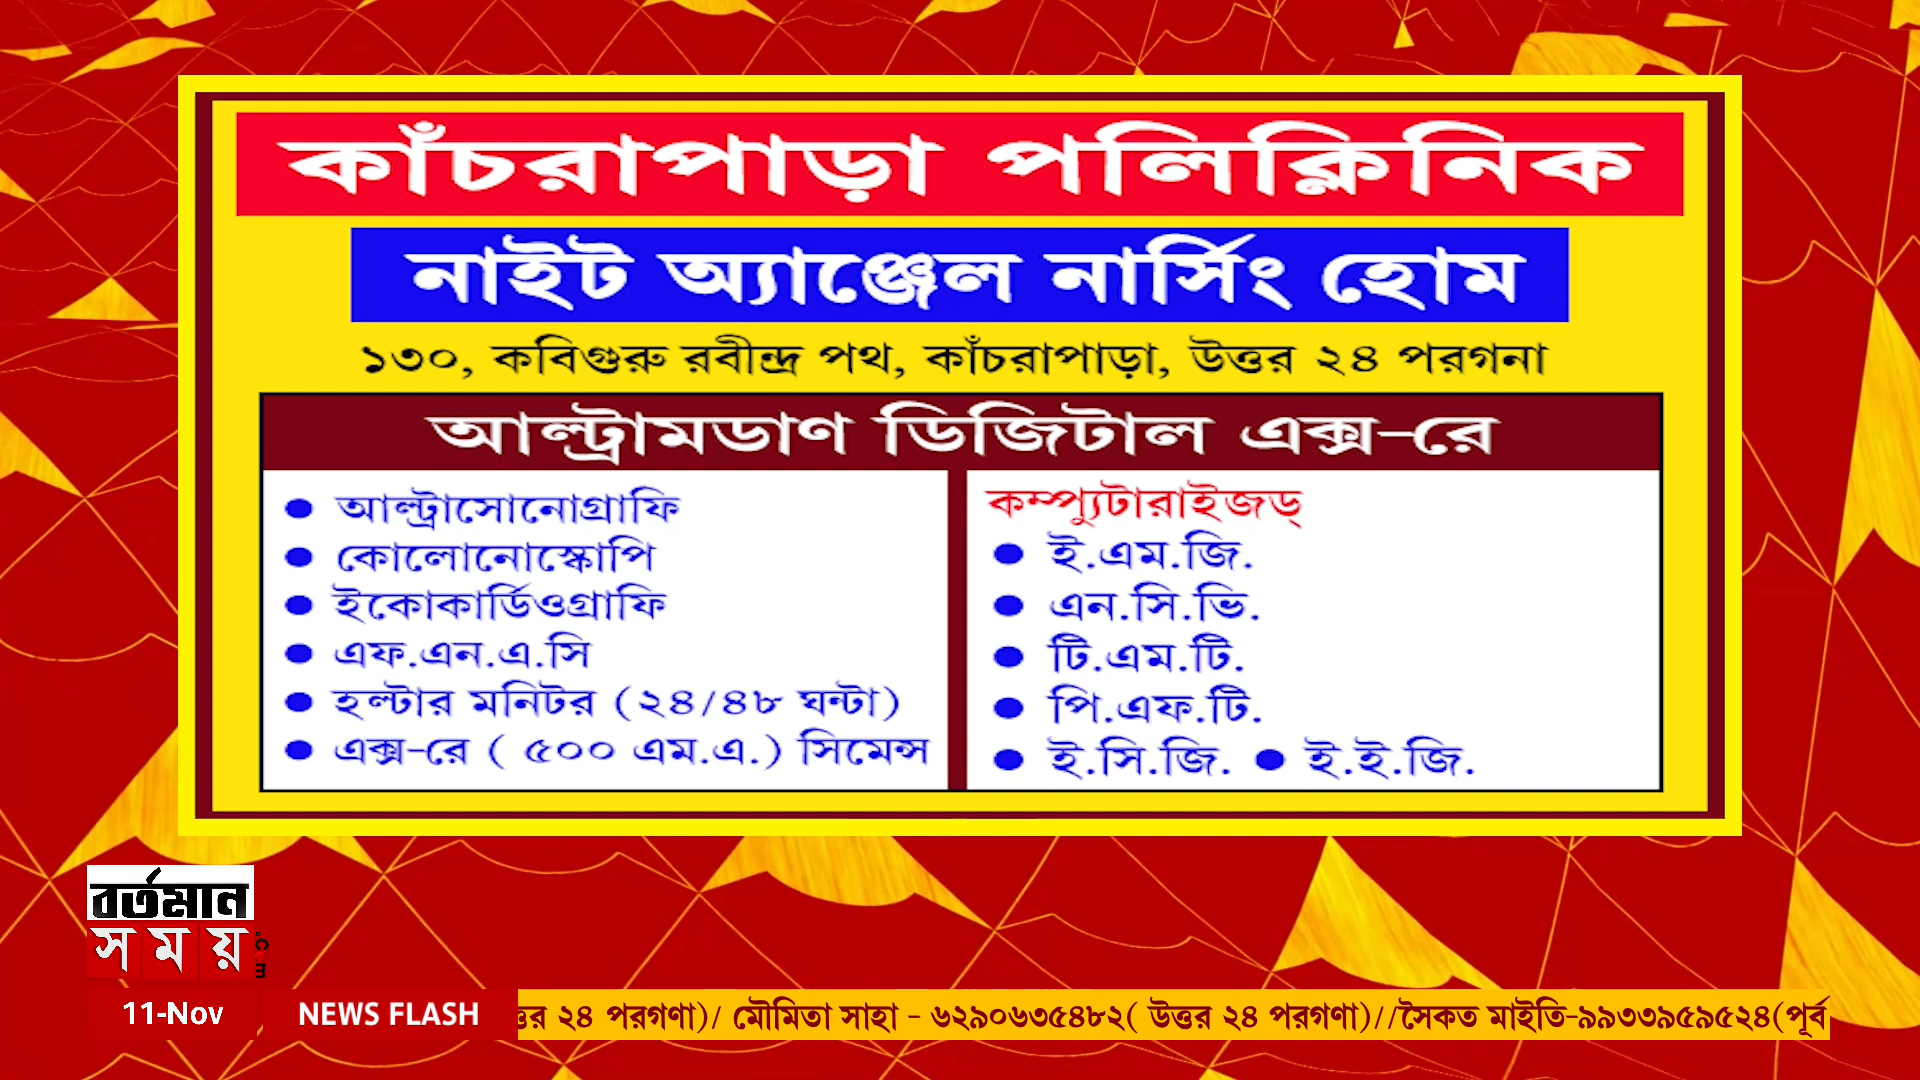 কাঁচরাপাড়া পলিক্লিনিক
নাইট অ্যাঞ্জেল নার্সিং হোম
১৩০, কবিগুরু রবীন্দ্র পথ, কাঁচরাপাড়া, উত্তর ২৪ পরগনা
আল্ট্রামডাণ ডিজিটাল এক্স-রে
● আল্ট্রাসোনোগ্রাফি
● কোলোনোস্কোপি
● ইকোকার্ডিওগ্রাফি
● এফ.এন.এ.সি
● হল্টার মনিটর (২৪/৪৮ ঘন্টা)
● এক্স-রে ( ৫০০ এম.এ.) সিমেন্স
কম্প্যুটারাইজড্
● ই.এম.জি.
● এন.সি.ভি.
● টি.এম.টি.
● পি.এফ.টি.
● ই.সি.জি. ● ই.ই.জি.
বর্তমান
সময়
11-Nov
NEWS FLASH
২৪ পরগণা)/ মৌমিতা সাহা - ৬২৯০৬৩৫৪৮২( উত্তর ২৪ পরগণা)//সৈকত মাইতি-৯৯৩৩৯৫৯৫২৪(পূর্ব